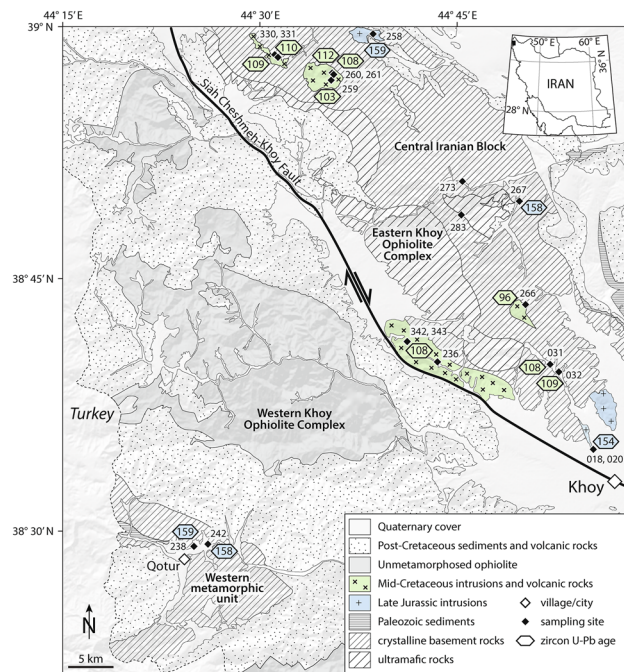 44° 15' E
44° 30' E
44° 45' E
39° N
330, 331
110
109
112
108
260, 261
259
103
258
159
50° E
60° E
36° N
28° N
IRAN
Siah Cheshmeh-Khoy Fault
Central Iranian Block
273
267
158
283
Eastern Khoy
Ophiolite
Complex
38° 45' N
96
266
342, 343
108
236
031
108
032
109
154
018, 020
Turkey
Western Khoy
Ophiolite Complex
Khoy
38° 30' N
159
242
238
158
Qotur
Western
metamorphic
unit
N
5 km
Quaternary cover
Post-Cretaceous sediments and volcanic rocks
Unmetamorphosed ophiolite
Mid-Cretaceous intrusions and volcanic rocks
Late Jurassic intrusions
village/city
Paleozoic sediments
sampling site
crystalline basement rocks
zircon U-Pb age
ultramafic rocks